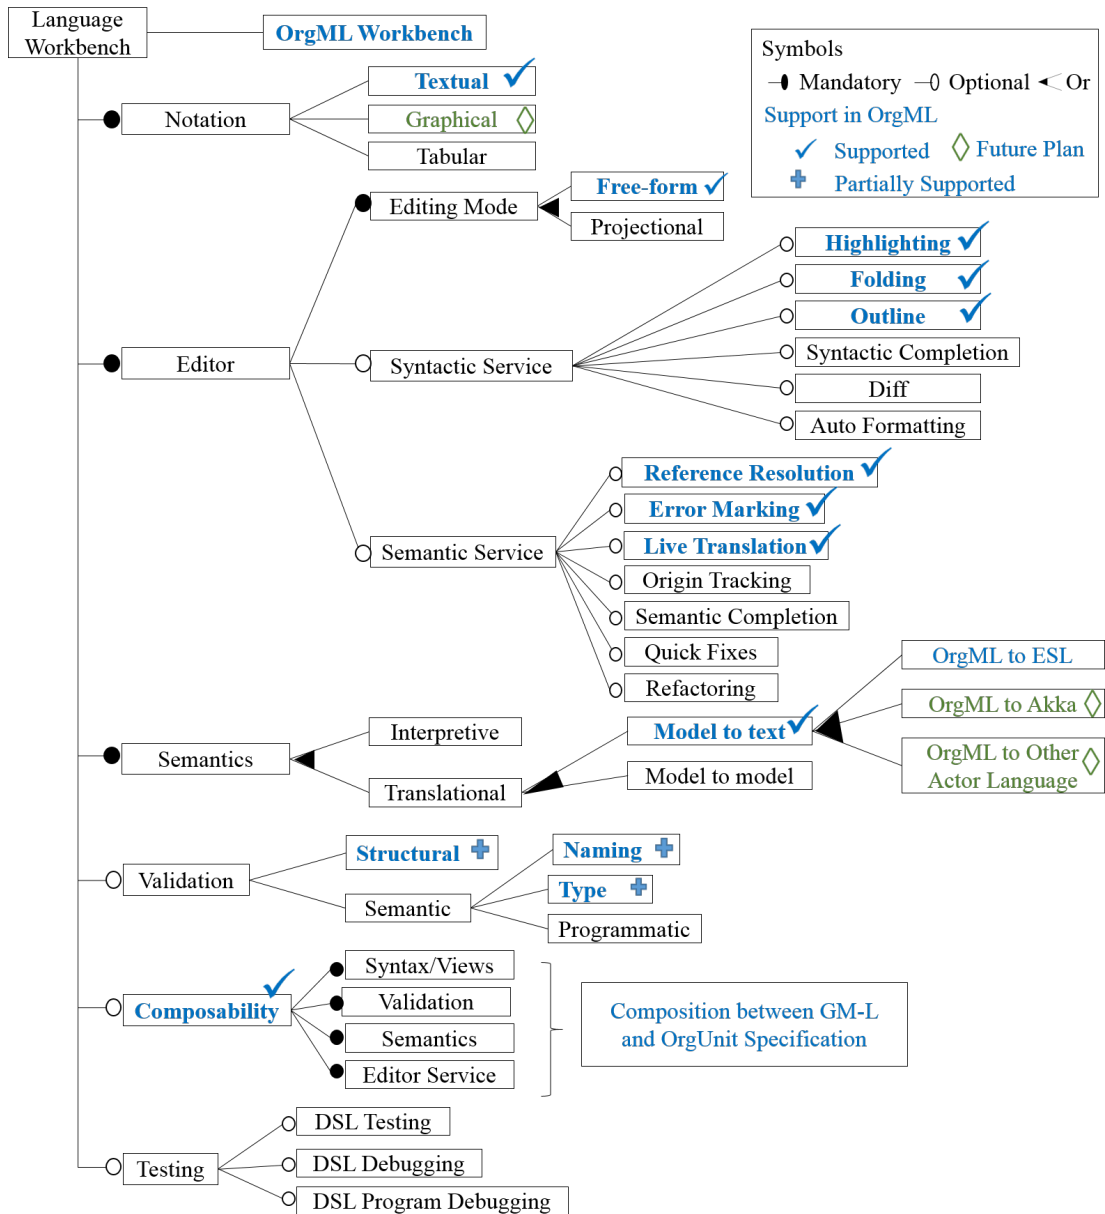 Language
Workbench
OrgML Workbench
Symbols
Mandatory
Optional
Or
Support in OrgML
Supported
Future Plan
Partially Supported
Notation
Textual
Graphical
Tabular
Editor
Editing Mode
Free-form
Projectional
Syntactic Service
Highlighting
Folding
Outline
Syntactic Completion
Diff
Auto Formatting
Semantic Service
Reference Resolution
Error Marking
Live Translation
Origin Tracking
Semantic Completion
Quick Fixes
Refactoring
Semantics
Interpretive
Translational
Model to text
Model to model
OrgML to ESL
OrgML to Akka
OrgML to Other
Actor Language
Validation
Structural
Semantic
Naming
Type
Programmatic
Composability
Syntax/Views
Validation
Semantics
Editor Service
Composition between GM-L
and OrgUnit Specification
Testing
DSL Testing
DSL Debugging
DSL Program Debugging